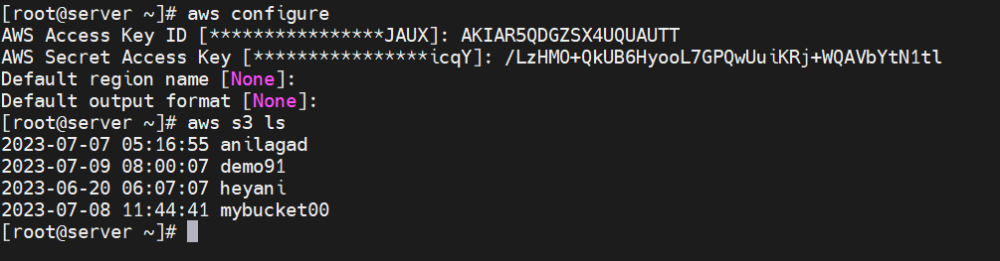 [root@server ~]# aws configure
AWS Access Key ID [****************JAUX]: AKIAR5QDGZSX4UQUAUTT
AWS Secret Access Key [****************icqY]: 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
Default region name [None]:
Default output format [None]:
[root@server ~]# aws s3 ls
2023-07-07 05:16:55 anilagad
2023-07-09 08:00:07 demo91
2023-06-20 06:07:07 heyani
2023-07-08 11:44:41 mybucket00
[root@server ~]#